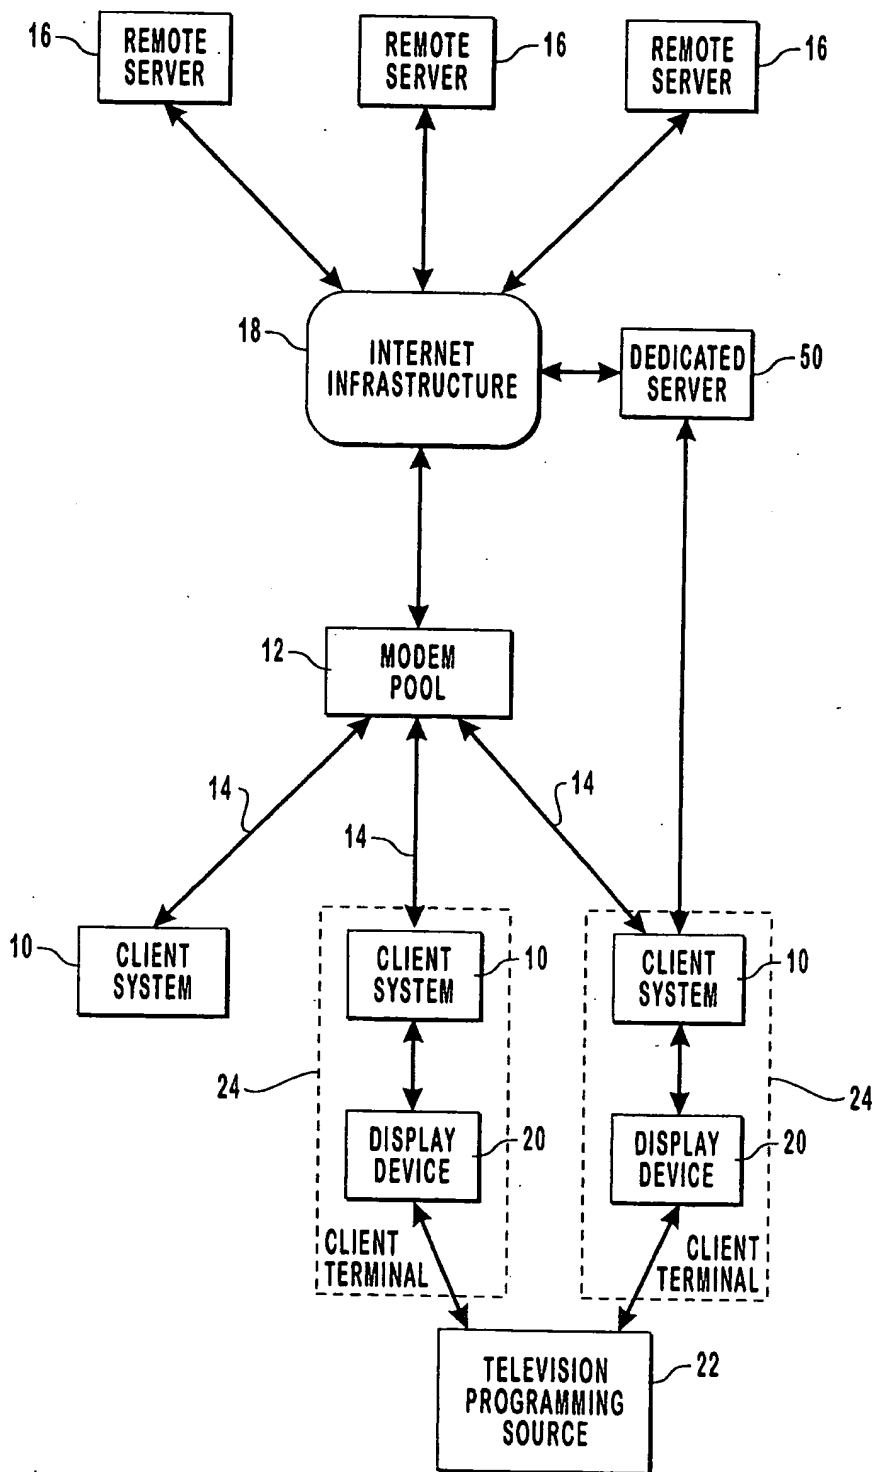 16 REMOTE SERVER
REMOTE SERVER 16
REMOTE SERVER 16
18
INTERNET
INFRASTRUCTURE
DEDICATED
SERVER
50
12
MODEM
POOL
14
14
14
10
CLIENT
SYSTEM
CLIENT
SYSTEM
10
CLIENT
SYSTEM
10
24
24
DISPLAY
DEVICE
20
DISPLAY
DEVICE
20
CLIENT
TERMINAL
CLIENT
TERMINAL
TELEVISION
PROGRAMMING
SOURCE
22